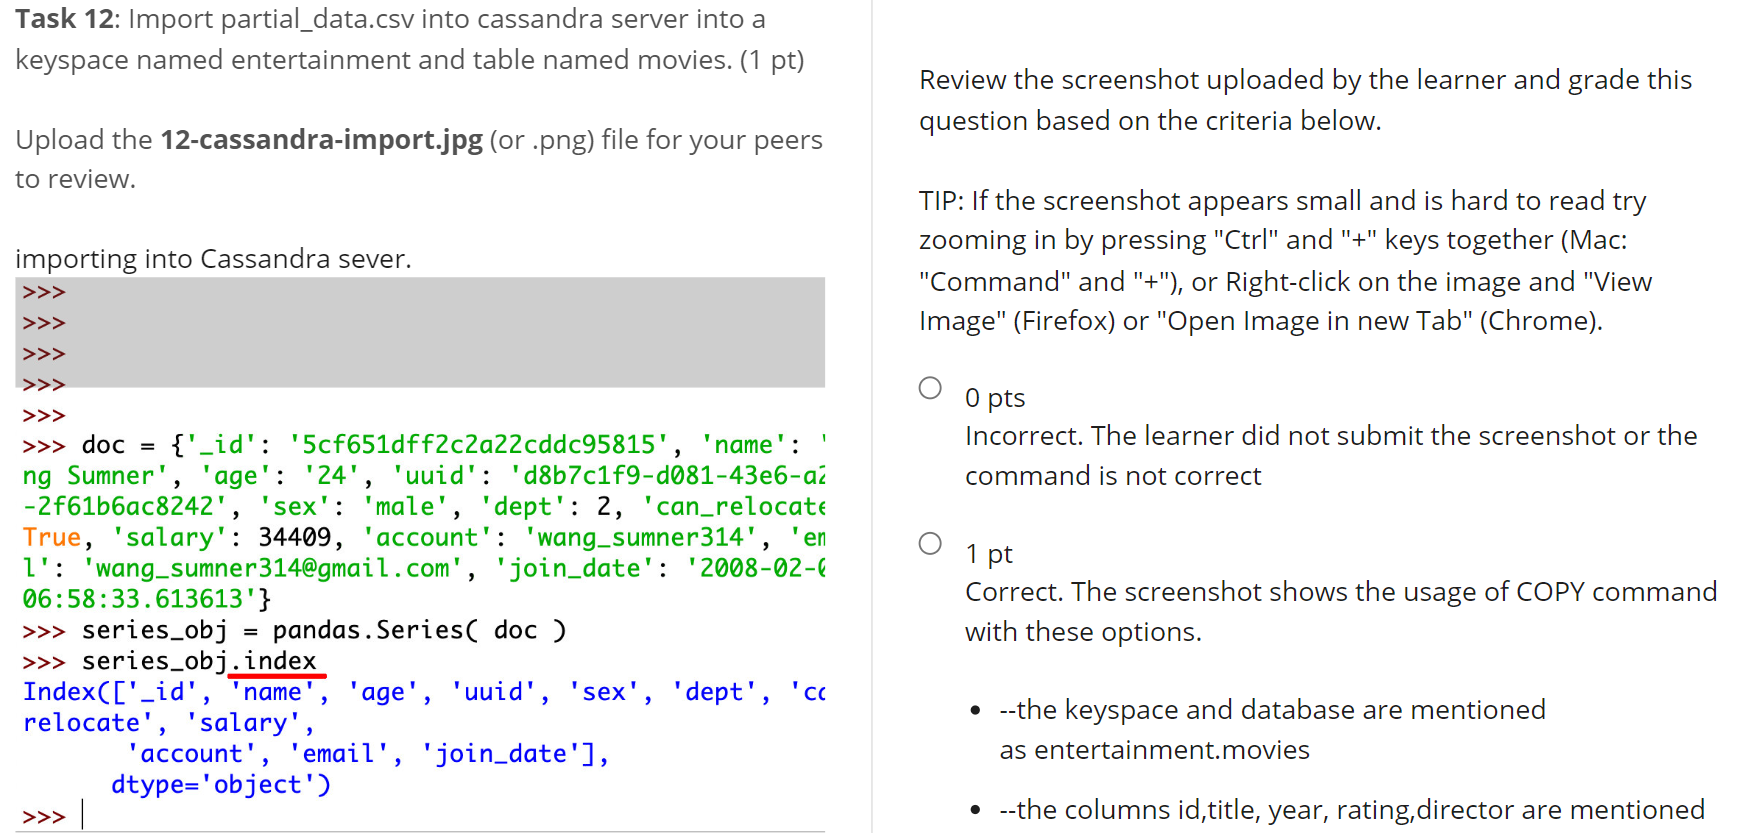 Task 12: Import partial_data.csv into cassandra server into a
keyspace named entertainment and table named movies. (1 pt)
Upload the 12-cassandra-import.jpg (or .png) file for your peers
to review.
importing into Cassandra sever.
>>>
>>>
>>>
>>>
>>>
>>> doc = {'_id': '5cf651dff2c2a22cddc95815', 'name': '
ng Sumner', 'age': '24', 'uuid': 'd8b7c1f9-d081-43e6-a2
-2f61b6ac8242', 'sex': 'male', 'dept': 2, 'can_relocate
True, 'salary': 34409, 'account': 'wang_sumner314', 'em
l': 'wang_sumner314@gmail.com', 'join_date': '2008-02-0
06:58:33.613613'}
>>> series_obj = pandas.Series( doc )
>>> series_obj.index
Index(['_id', 'name', 'age', 'uuid', 'sex', 'dept', 'ca
relocate', 'salary',
'account', 'email', 'join_date'],
dtype='object')
>>>
Review the screenshot uploaded by the learner and grade this
question based on the criteria below.
TIP: If the screenshot appears small and is hard to read try
zooming in by pressing "Ctrl" and "+" keys together (Mac:
"Command" and "+"), or Right-click on the image and "View
Image" (Firefox) or "Open Image in new Tab" (Chrome).
0 pts
Incorrect. The learner did not submit the screenshot or the
command is not correct
1 pt
Correct. The screenshot shows the usage of COPY command
with these options.
• --the keyspace and database are mentioned
as entertainment.movies
• --the columns id,title, year, rating,director are mentioned